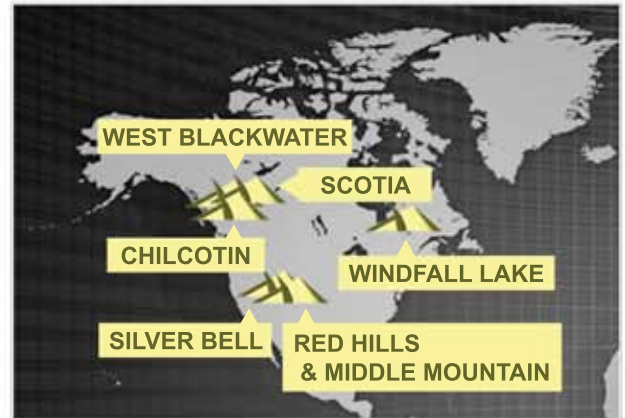 WEST BLACKWATER
SCOTIA
CHILCOTIN
WINDFALL LAKE
SILVER BELL
RED HILLS
& MIDDLE MOUNTAIN